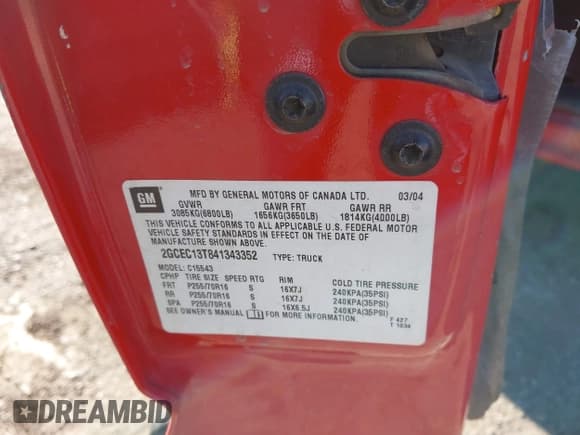 GM
MFD BY GENERAL MOTORS OF CANADA LTD. 03/04
GVWR GAWR FRT GAWR RR
3085KG(6800LB) 1656KG(3650LB) 1814KG(4000LB)
THIS VEHICLE CONFORMS TO ALL APPLICABLE U.S. FEDERAL MOTOR
VEHICLE SAFETY STANDARDS IN EFFECT ON THE DATE OF
MANUFACTURE SHOWN ABOVE.
2GCEC13T841343352 TYPE: TRUCK
MODEL: C15543
CPHP TIRE SIZE SPEED RTG RIM COLD TIRE PRESSURE
FRT P255/70R16 S 16X7J 240KPA(35PSI)
RR P255/70R16 S 16X7J 240KPA(35PSI)
SPA P255/70R16 S 16X6.5J 240KPA(35PSI)
SEE OWNER'S MANUAL FOR MORE INFORMATION. F 427
DREAMBID